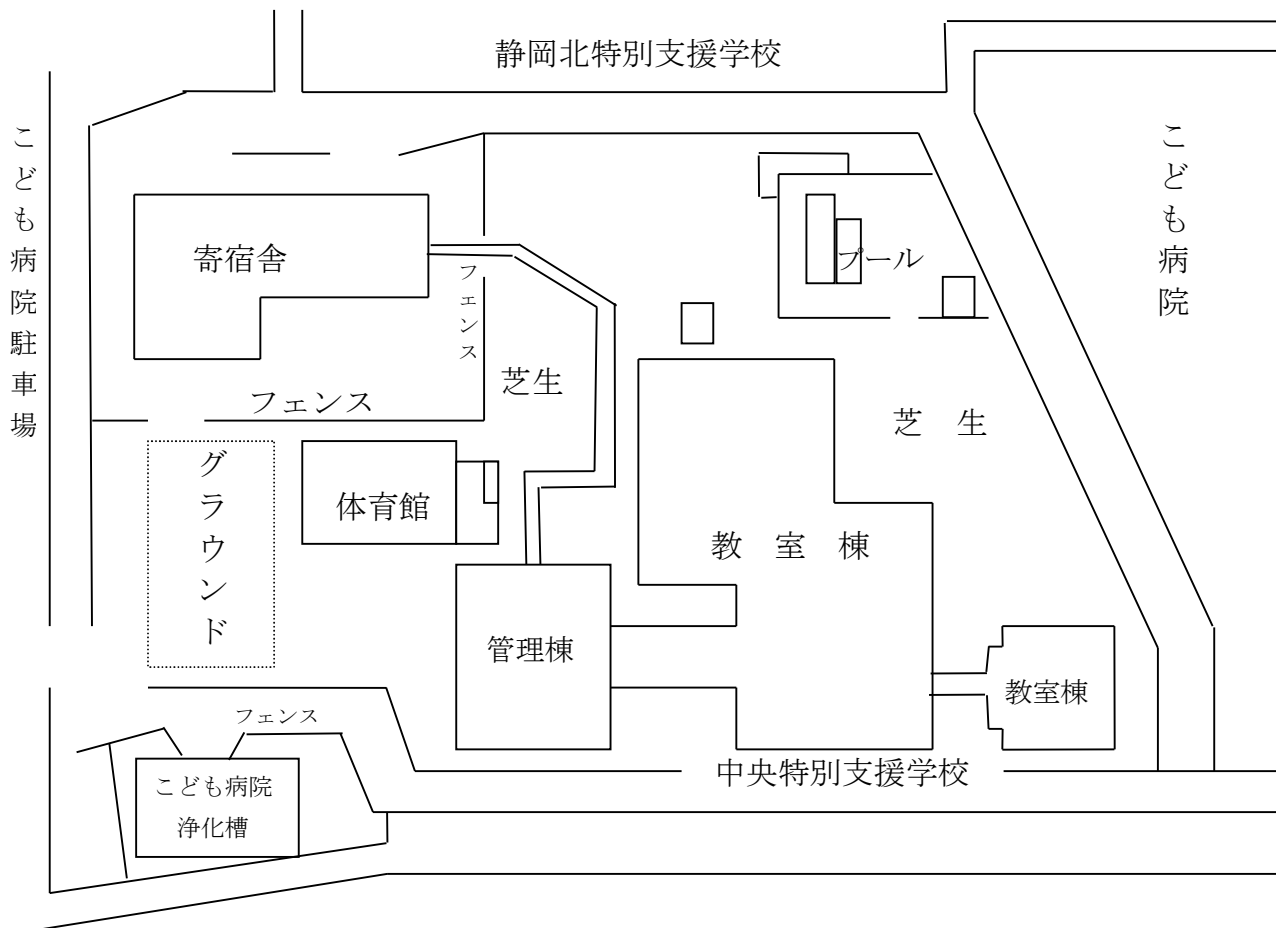 静岡北特別支援学校
こども病院駐車場
こども病院
寄宿舎
プール
フェンス
芝生
フェンス
芝　生
グラウンド
体育館
教　室　棟
管理棟
教室棟
フェンス
中央特別支援学校
こども病院
浄化槽